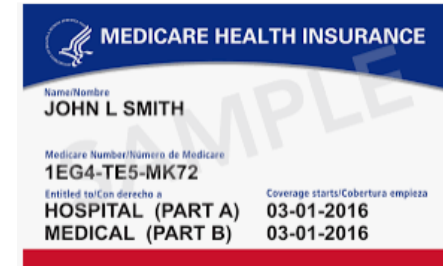 MEDICARE HEALTH INSURANCE
Name/Nombre
JOHN L SMITH
Medicare Number/Número de Medicare
1EG4-TE5-MK72
Entitled to/Con derecho a Coverage starts/Cobertura empieza
HOSPITAL (PART A) 03-01-2016
MEDICAL (PART B) 03-01-2016
SAMPLE